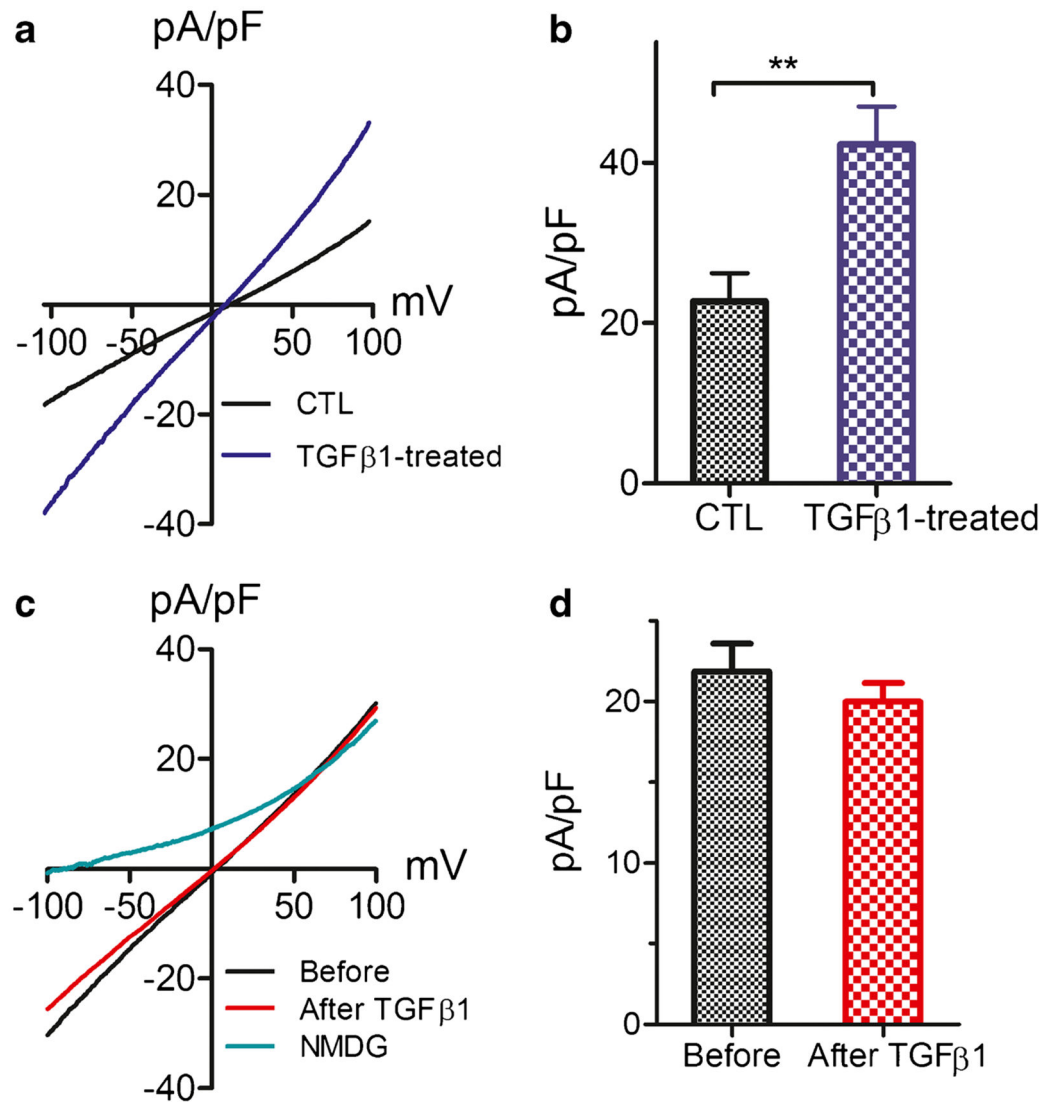 a
pA/pF
40
20
mV
-100
-50
50
100
-20
-40
CTL
TGFβ1-treated
b
**
pA/pF
40
20
0
CTL
TGFβ1-treated
c
pA/pF
40
20
mV
-100
-50
50
100
-20
-40
Before
After TGFβ1
NMDG
d
pA/pF
20
10
0
Before
After TGFβ1